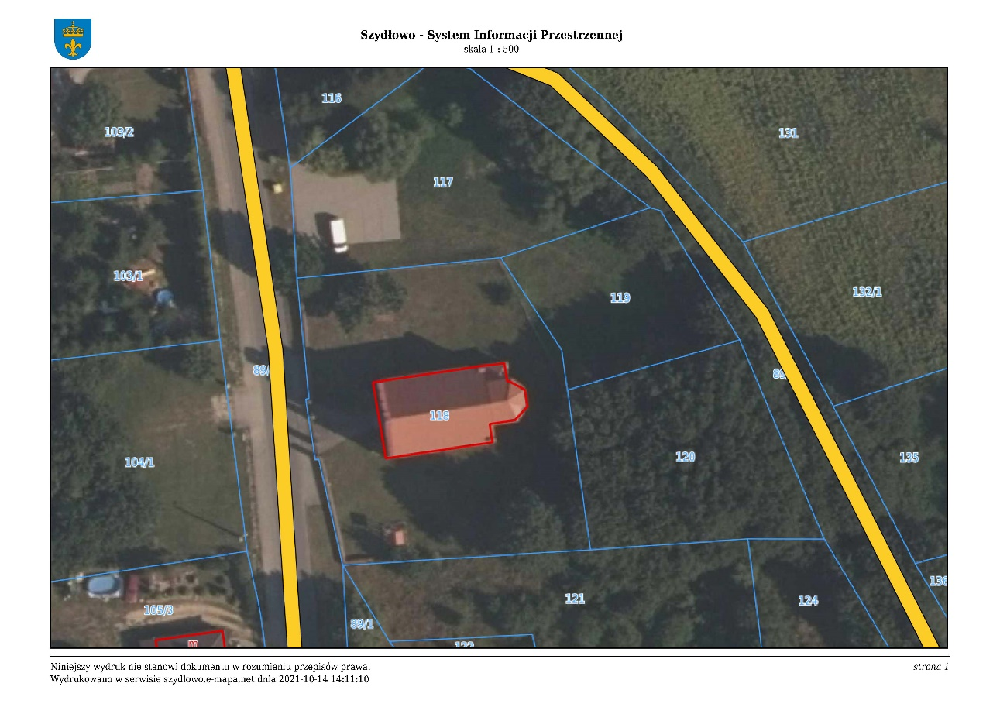 Szydłowo - System Informacji Przestrzennej
skala 1 : 500
116
103/2
131
117
103/1
132/1
119
118
104/1
120
135
121
124
105/3
89/1
m
Niniejszy wydruk nie stanowi dokumentu w rozumieniu przepisów prawa.
strona 1
Wydrukowano w serwisie szydlowo.e-mapa.net dnia 2021-10-14 14:11:10